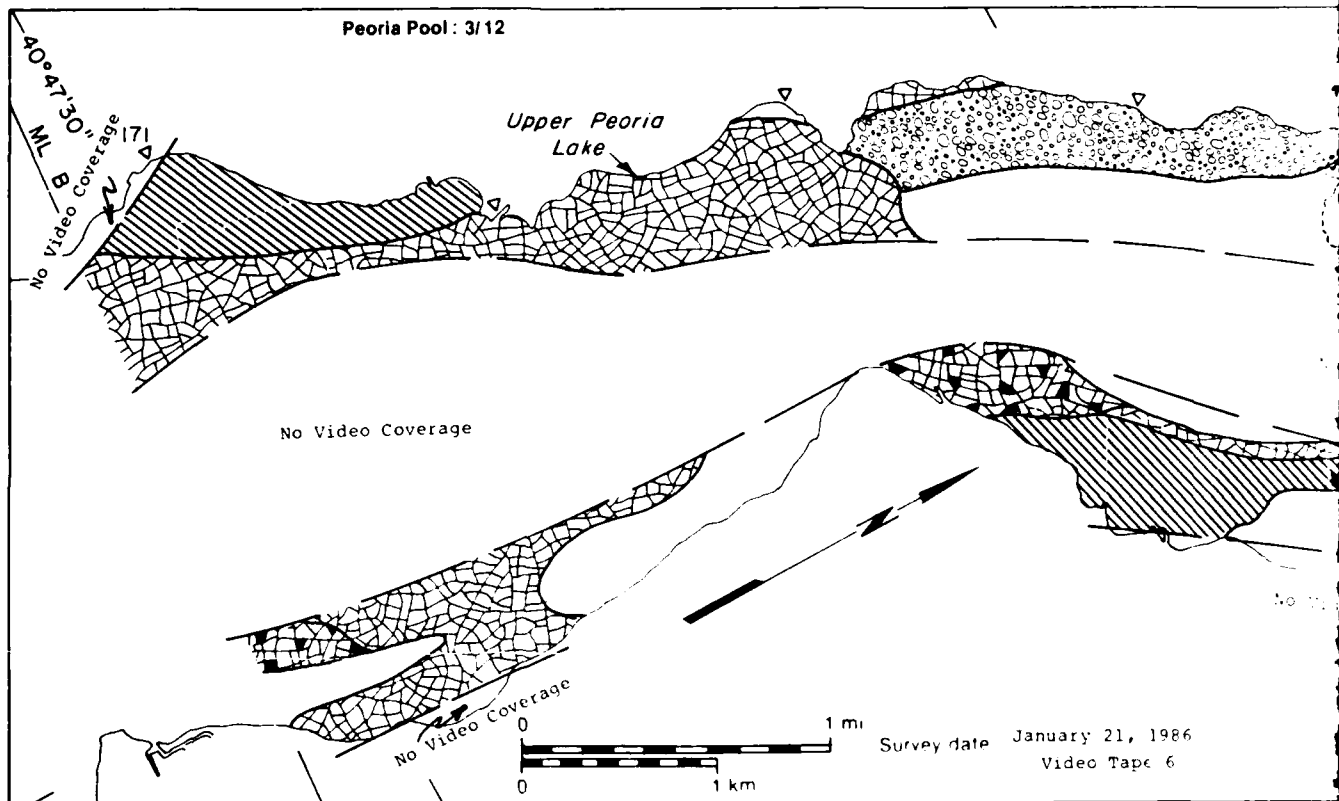 Peoria Pool: 3/12
40°47'30"
ML B
171
No Video Coverage
Upper Peoria
Lake
No Video Coverage
No Video Coverage
N
No
0
1 mi
0
1 km
Survey date
January 21, 1986
Video Tape 6